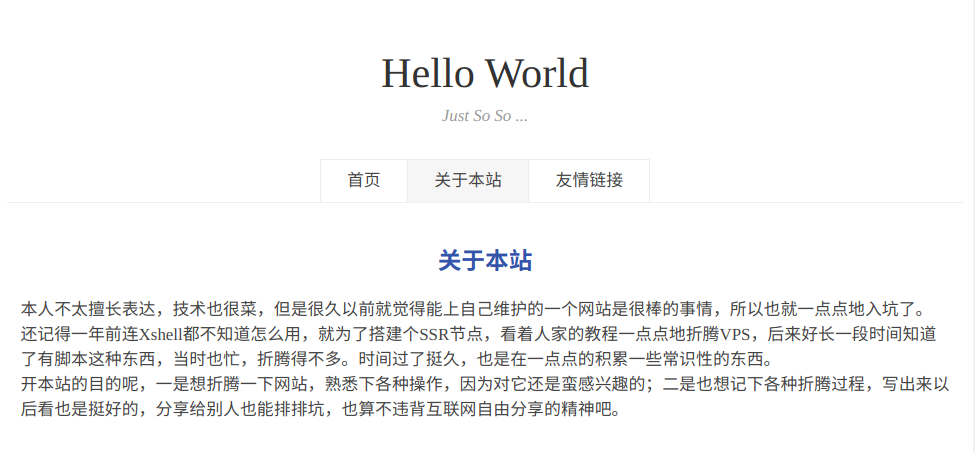 Hello World
Just So So ...
首页 关于本站 友情链接
关于本站
本人不太擅长表达，技术也很菜，但是很久以前就觉得能上自己维护的一个网站是很棒的事情，所以也就一点点地入坑了。
还记得一年前连Xshell都不知道怎么用，就为了搭建个SSR节点，看着人家的教程一点点地折腾VPS，后来好长一段时间知道
了有脚本这种东西，当时也忙，折腾得不多。时间过了挺久，也是在一点点的积累一些常识性的东西。
开本站的目的呢，一是想折腾一下网站，熟悉下各种操作，因为对它还是蛮感兴趣的；二是也想记下各种折腾过程，写出来以
后看也是挺好的，分享给别人也能排排坑，也算不违背互联网自由分享的精神吧。